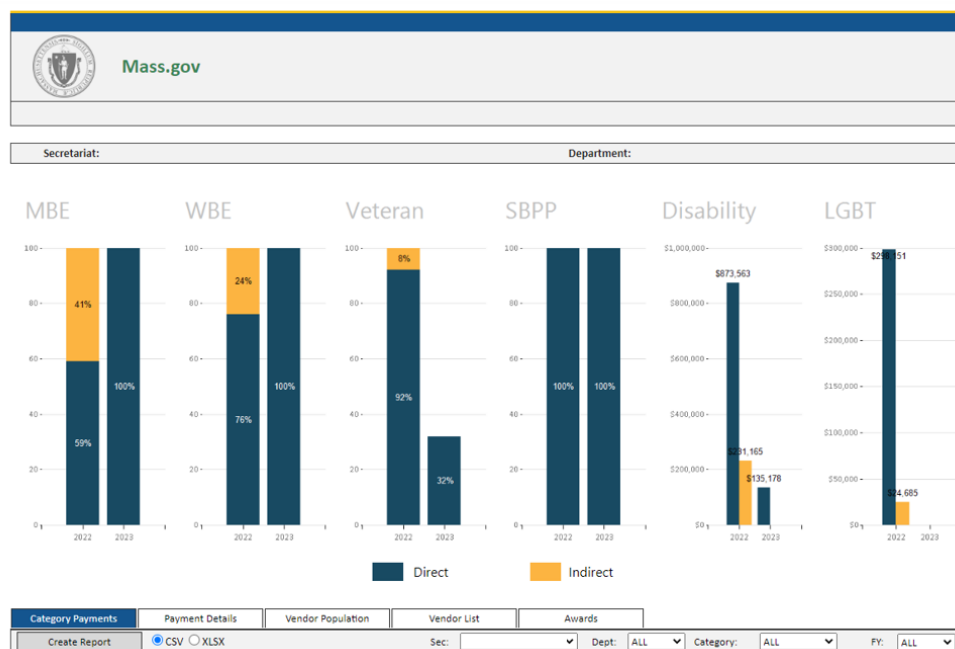 Mass.gov
Secretariat: Department:
MBE WBE Veteran SBPP Disability LGBT
100 100 100 100 $1,000,000 $300,000
80 80 80 80 $800,000 $250,000
60 60 60 60 $600,000 $200,000
40 40 40 40 $400,000 $150,000
20 20 20 20 $200,000 $100,000
0 0 0 0 $0 $50,000
$0
41% 59% 100%
24% 76% 100%
8% 92% 32%
100% 100%
$873,563 $231,165 $135,178
$298,151 $24,685
2022 2023 2022 2023 2022 2023 2022 2023 2022 2023 2022 2023
Direct Indirect
Category Payments Payment Details Vendor Population Vendor List Awards
Create Report CSV XLSX Sec: Dept: ALL Category: ALL FY: ALL